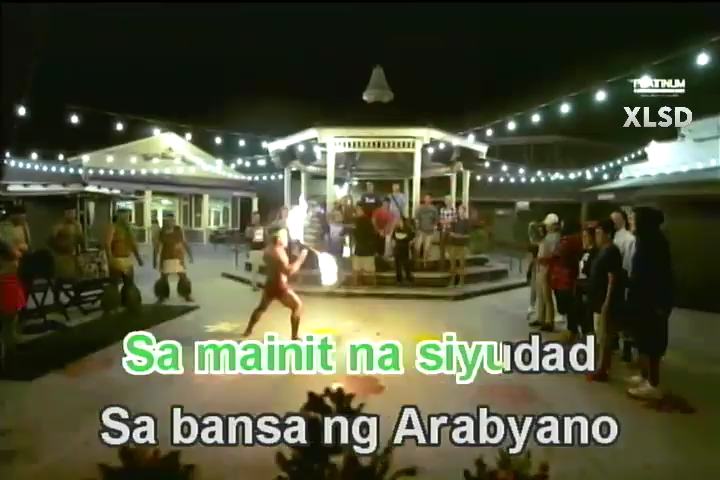 PLATINUM
XLSD
Sa mainit na siyudad
Sa bansa ng Arabyano